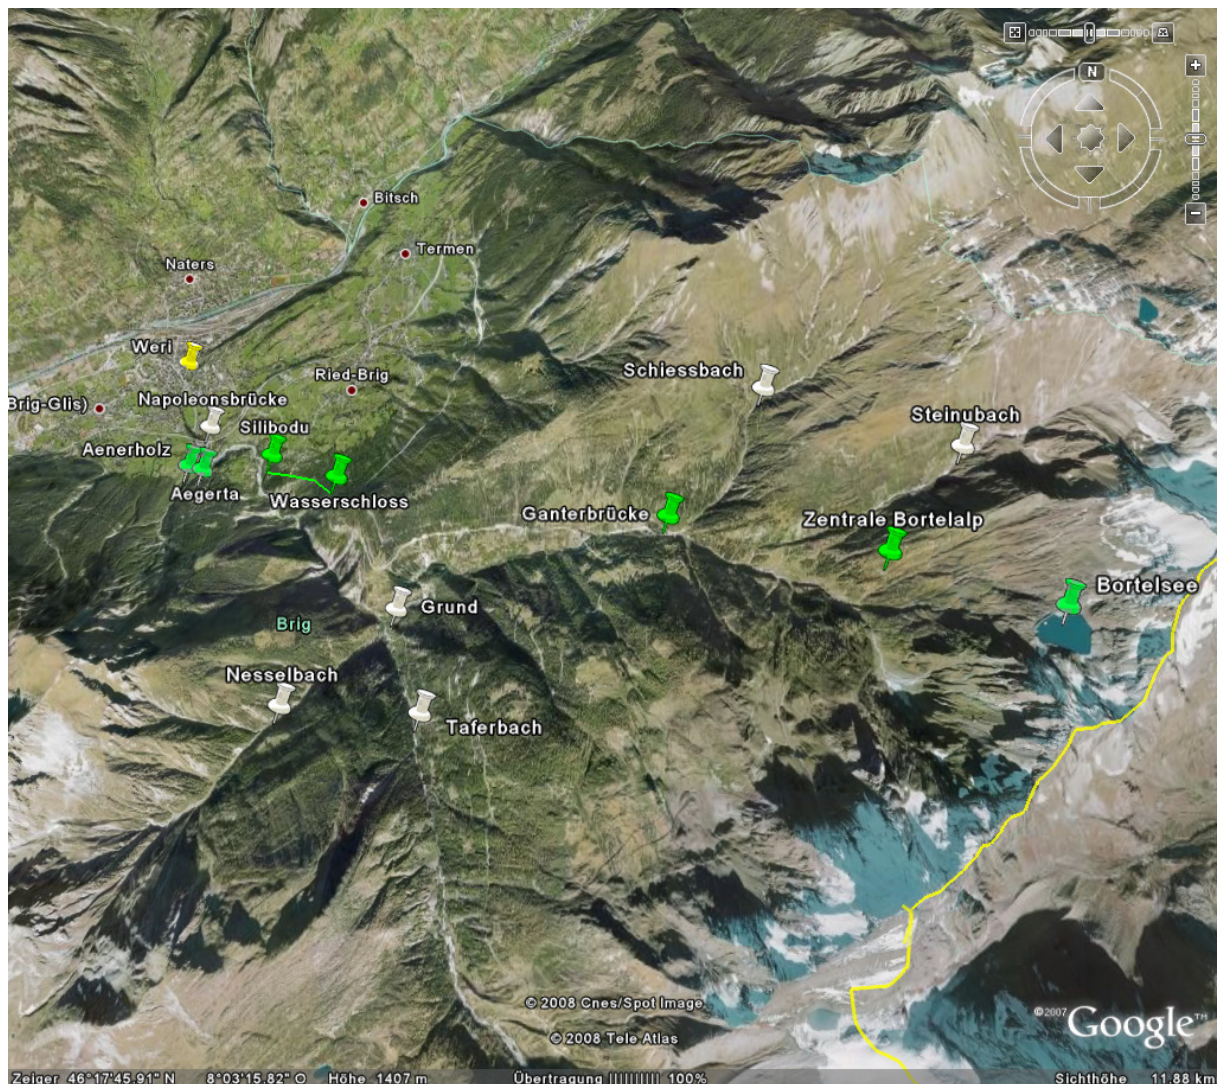 N
Bitsch
Termen
Naters
Weri
Ried-Brig
Schiessbach
Napoleonsbrücke
Brig-Glis)
Silibodu
Steinubach
Aenerholz
Aegerta
Wasserschloss
Ganterbrücke
Zentrale Bortelalp
Bortelsee
Grund
Brig
Nesselbach
Taferbach
© 2008 Cnes/Spot Image
©2007 Google™
© 2008 Tele Atlas
Zeiger 46°17'45.91" N 8°03'15.82" O Höhe 1407 m Übertragung |||||||||| 100% Sichthöhe 11.88 km